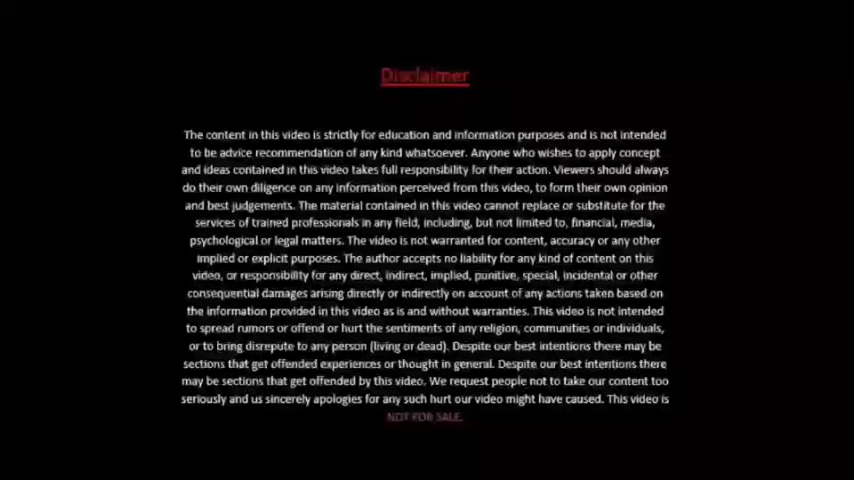 Disclaimer
The content in this video is strictly for education and information purposes and is not intended
to be advice recommendation of any kind whatsoever. Anyone who wishes to apply concept
and ideas contained in this video takes full responsibility for their action. Viewers should always
do their own diligence on any information perceived from this video, to form their own opinion
and best judgements. The material contained in this video cannot replace or substitute for the
services of trained professionals in any field, including, but not limited to, financial, media,
psychological or legal matters. The video is not warranted for content, accuracy or any other
implied or explicit purposes. The author accepts no liability for any kind of content on this
video, or responsibility for any direct, indirect, implied, punitive, special, incidental or other
consequential damages arising directly or indirectly on account of any actions taken based on
the information provided in this video as is and without warranties. This video is not intended
to spread rumors or offend or hurt the sentiments of any religion, communities or individuals,
or to bring disrepute to any person (living or dead). Despite our best intentions there may be
sections that get offended experiences or thought in general. Despite our best intentions there
may be sections that get offended by this video. We request people not to take our content too
seriously and us sincerely apologies for any such hurt our video might have caused. This video is
NOT FOR SALE.